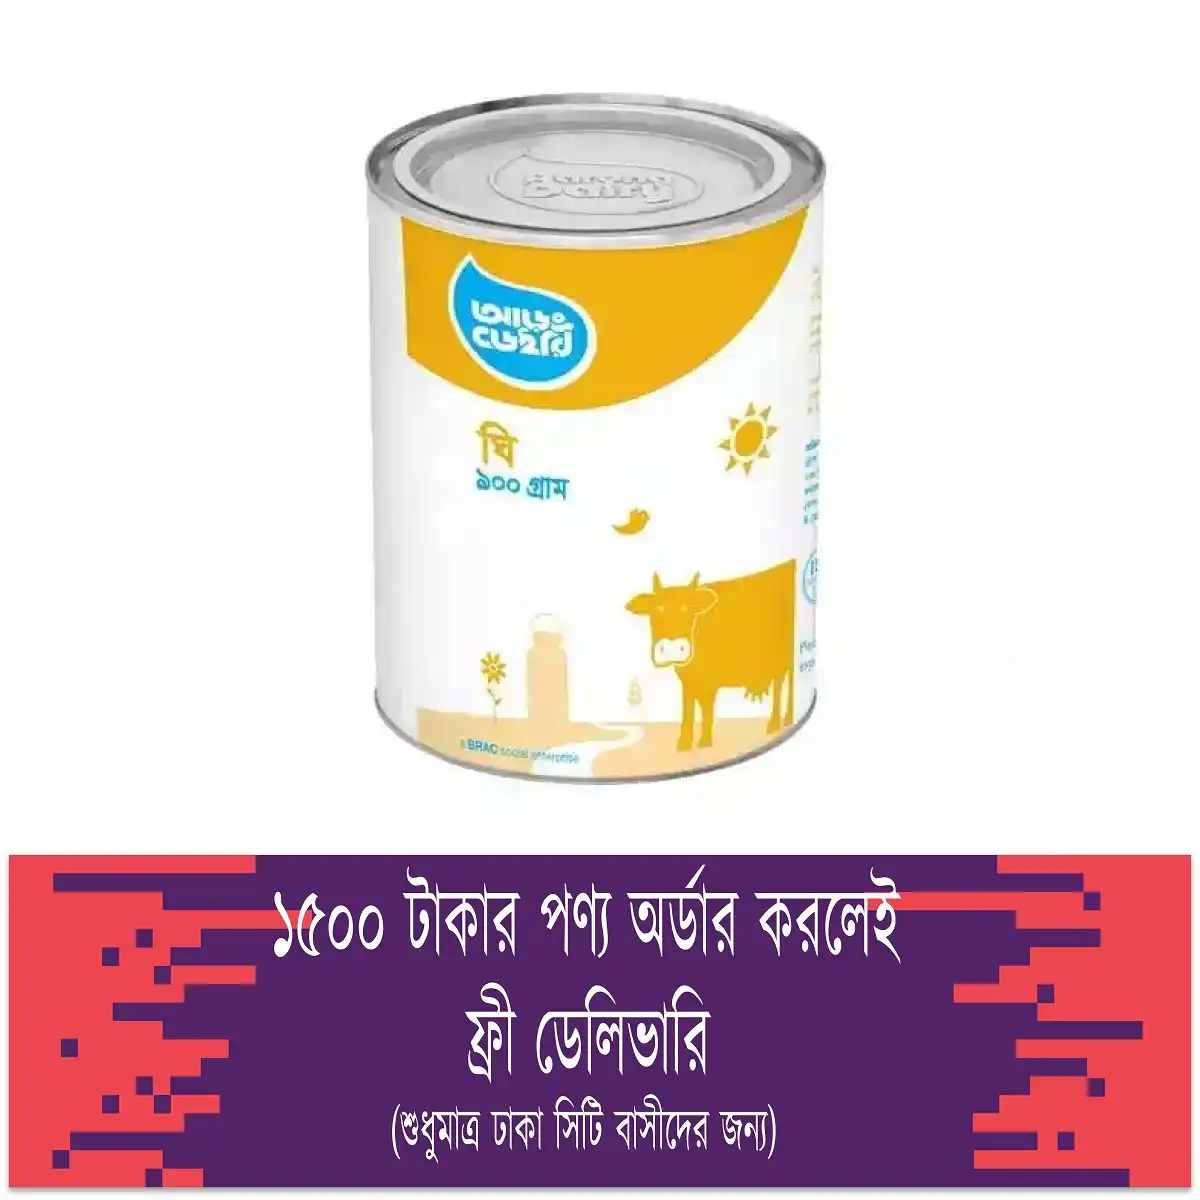 Aarong
Dairy
আড়ং
ডেইরি
ঘি
৯০০ গ্রাম
a BRAC social enterprise
১৫০০ টাকার পণ্য অর্ডার করলেই
ফ্রী ডেলিভারি
(শুধুমাত্র ঢাকা সিটি বাসীদের জন্য)